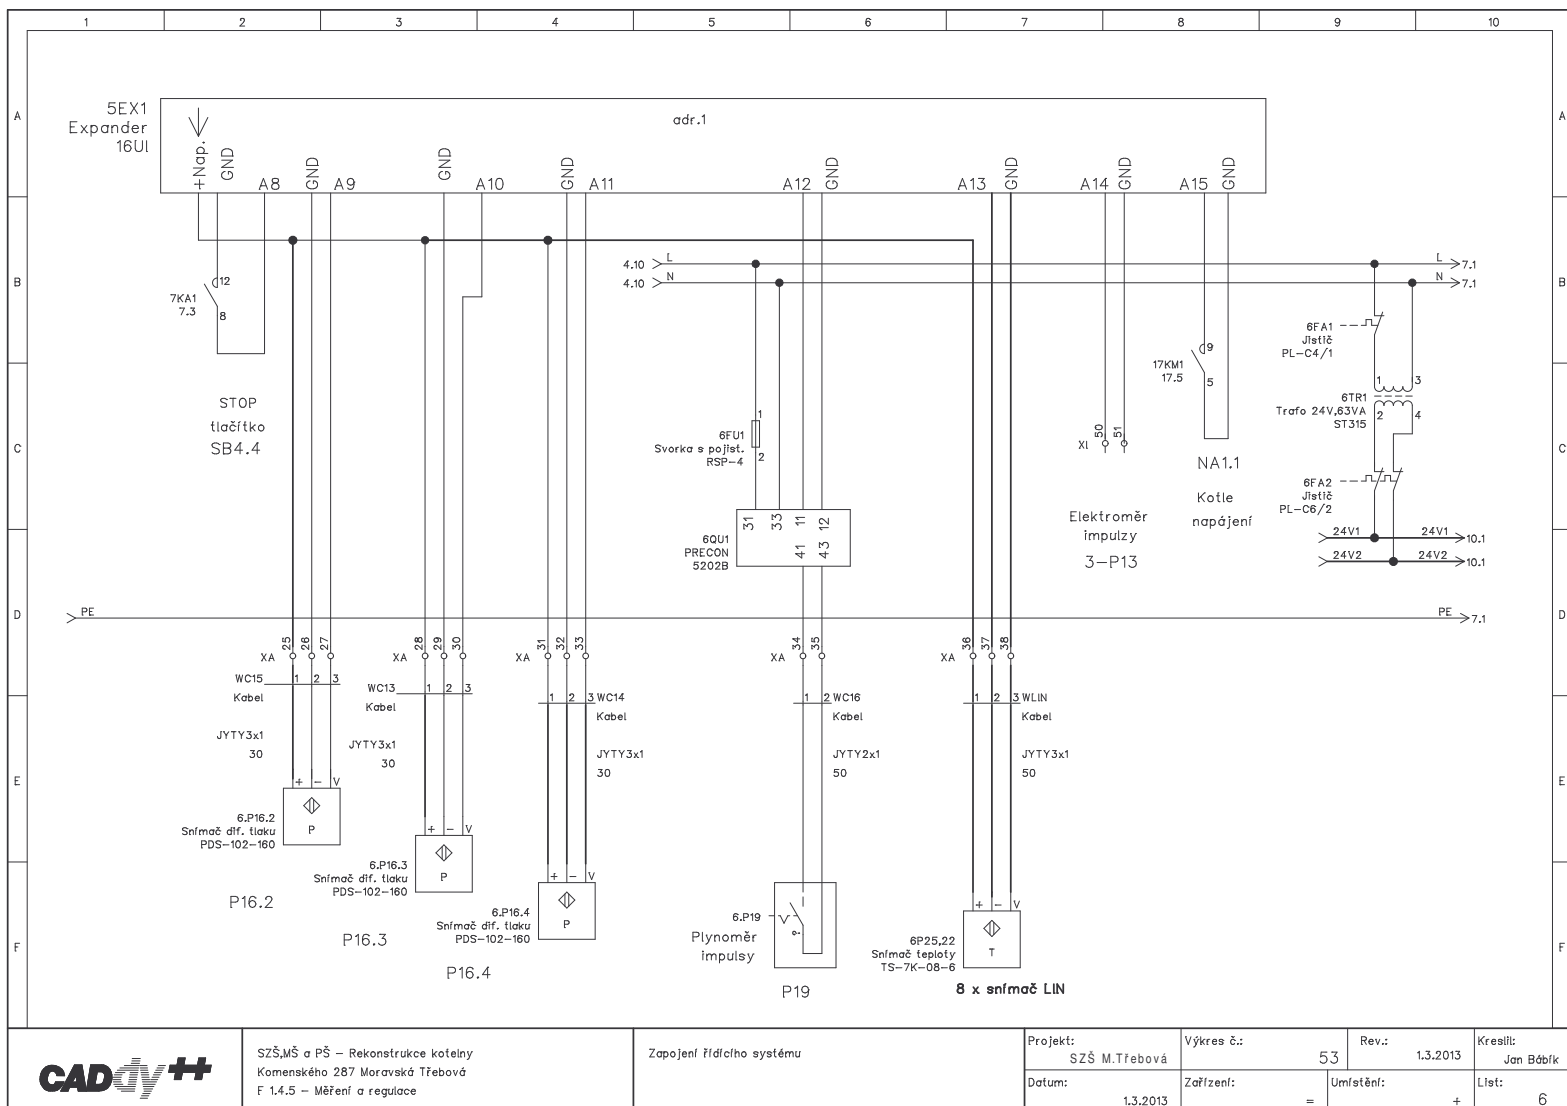 1 2 3 4 5 6 7 8 9 10
A
A
5EX1
Expander
16UI
adr.1
+Nap.
GND
A8
GND
A9
GND
A10
GND
A11
A12
GND
A13
GND
A14
GND
A15
GND
B
B
4.10 L
L 7.1
4.10 N
N 7.1
7KA1
7.3
12
8
6FA1
Jistič
PL-C4/1
17KM1
17.5
9
5
1 3
6TR1
Trafo 24V,63VA
ST315
2 4
STOP
tlačítko
SB4.4
C
C
6FU1
Svorka s pojist.
RSP-4
1
2
XI
50
51
NA1.1
Kotle
napájení
6FA2
Jistič
PL-C6/2
Elektroměr
impulzy
3-P13
31
33
11
12
41
43
6QU1
PRECON
5202B
24V1 24V1 10.1
24V2 24V2 10.1
D
D
PE
PE 7.1
XA
25
26
27
XA
28
29
30
XA
31
32
33
XA
34
35
XA
36
37
38
WC15
Kabel
1 2 3
WC13
Kabel
1 2 3
1 2 3 WC14
Kabel
1 2 WC16
Kabel
1 2 3 WLIN
Kabel
JYTY3x1
30
JYTY3x1
30
JYTY3x1
30
JYTY2x1
50
JYTY3x1
50
E
E
+ - V
P
6.P16.2
Snímač dif. tlaku
PDS-102-160
P16.2
+ - V
P
6.P16.3
Snímač dif. tlaku
PDS-102-160
P16.3
+ - V
P
6.P16.4
Snímač dif. tlaku
PDS-102-160
P16.4
F
F
6.P19
Plynoměr
impulsy
P19
+ - V
T
6P25,22
Snímač teploty
TS-7K-08-6
8 x snímač LIN
CADdy++
SZŠ,MŠ a PŠ - Rekonstrukce kotelny
Komenského 287 Moravská Třebová
F 1.4.5 - Měření a regulace
Zapojení řídícího systému
Projekt:
SZŠ M.Třebová
Výkres č.:
53
Rev.:
1.3.2013
Kreslil:
Jan Bábík
Datum:
1.3.2013
Zařízení:
=
Umístění:
+
List:
6